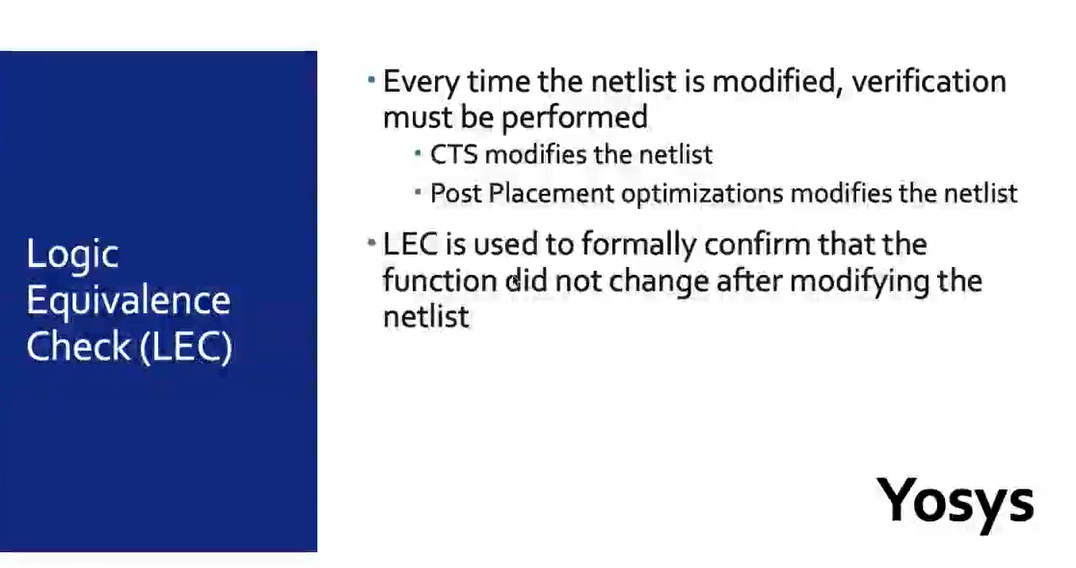 Logic
Equivalence
Check (LEC)
• Every time the netlist is modified, verification
must be performed
• CTS modifies the netlist
• Post Placement optimizations modifies the netlist
• LEC is used to formally confirm that the
function did not change after modifying the
netlist
Yosys